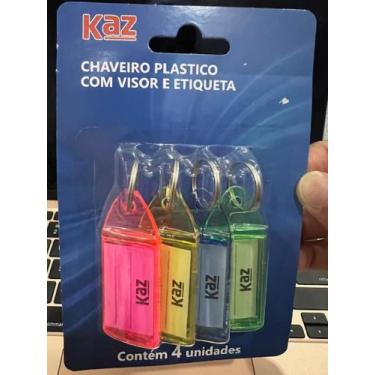 Kaz
CHAVEIRO PLASTICO
COM VISOR E ETIQUETA
Kaz
Kaz
Kaz
Kaz
Contém 4 unidades